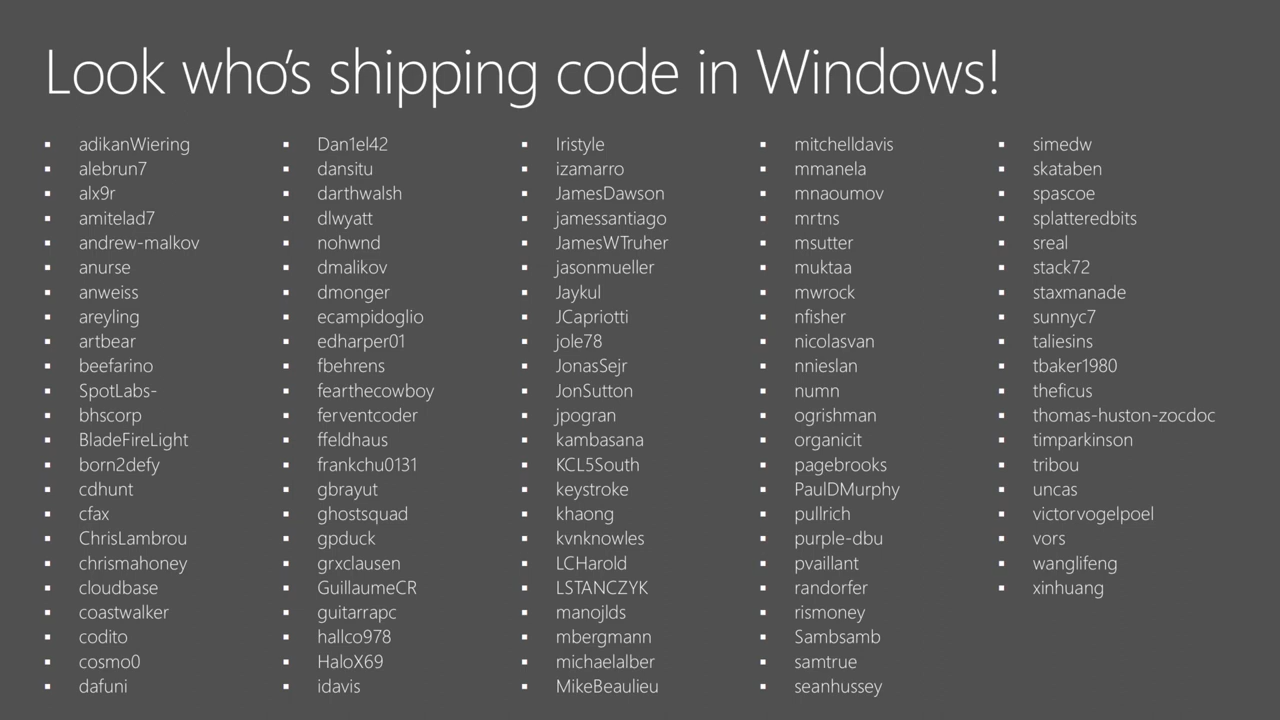 Look who's shipping code in Windows!
adikanWiering
alebrun7
alx9r
amitelad7
andrew-malkov
anurse
anweiss
areyling
artbear
beefarino
SpotLabs-
bhscorp
BladeFireLight
born2defy
cdhunt
cfax
ChrisLambrou
chrismahoney
cloudbase
coastwalker
codito
cosmo0
dafuni
Dan1el42
dansitu
darthwalsh
dlwyatt
nohwnd
dmalikov
dmonger
ecampidoglio
edharper01
fbehrens
fearthecowboy
ferventcoder
ffeldhaus
frankchu0131
gbrayut
ghostsquad
gpduck
grxclausen
GuillaumeCR
guitarrapc
hallco978
HaloX69
idavis
Iristyle
izamarro
JamesDawson
jamessantiago
JamesWTruher
jasonmueller
Jaykul
JCapriotti
jole78
JonasSejr
JonSutton
jpogran
kambasana
KCL5South
keystroke
khaong
kvnknowles
LCHarold
LSTANCZYK
manojlds
mbergmann
michaelalber
MikeBeaulieu
mitchelldavis
mmanela
mnaoumov
mrtns
msutter
muktaa
mwrock
nfisher
nicolasvan
nnieslan
numn
ogrishman
organicit
pagebrooks
PaulDMurphy
pullrich
purple-dbu
pvaillant
randorfer
rismoney
Sambsamb
samtrue
seanhussey
simedw
skataben
spascoe
splatteredbits
sreal
stack72
staxmanade
sunnyc7
taliesins
tbaker1980
theficus
thomas-huston-zocdoc
timparkinson
tribou
uncas
victorvogelpoel
vors
wanglifeng
xinhuang